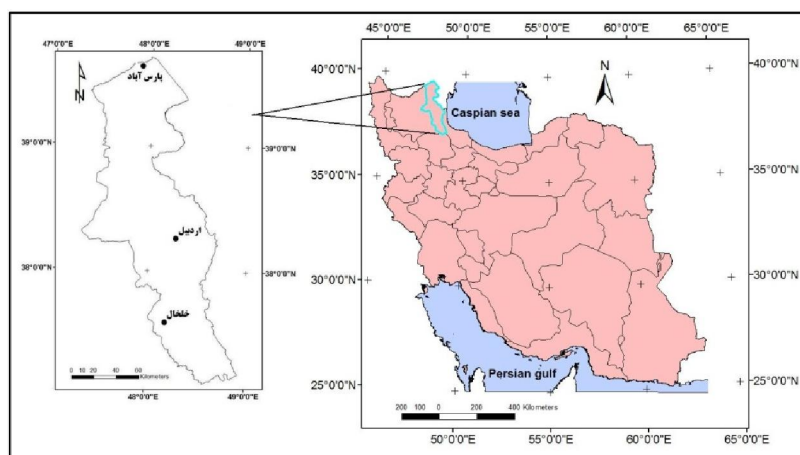 47°0'0"E 48°0'0"E 49°0'0"E
N
پارس آباد
39°0'0"N
39°0'0"N
اردبیل
38°0'0"N
38°0'0"N
خلخال
0 10 20 40 60
Kilometers
48°0'0"E 49°0'0"E
45°0'0"E 50°0'0"E 55°0'0"E 60°0'0"E 65°0'0"E
40°0'0"N
40°0'0"N
N
Caspian sea
35°0'0"N
35°0'0"N
30°0'0"N
30°0'0"N
25°0'0"N
25°0'0"N
Persian gulf
200 100 0 200 400 Kilometers
50°0'0"E 55°0'0"E 60°0'0"E 65°0'0"E